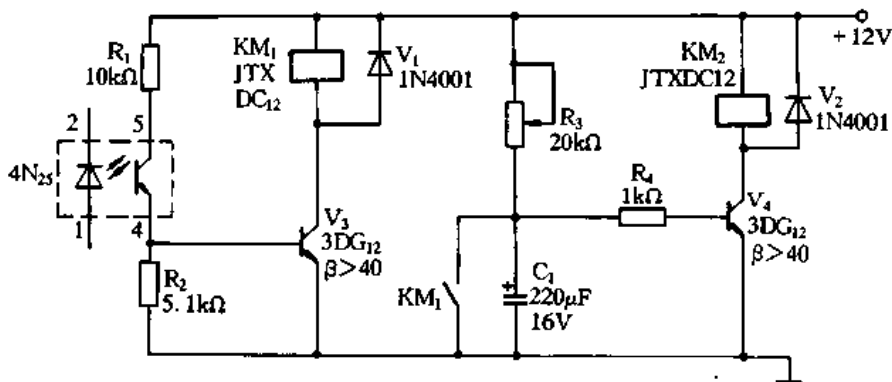 R₁
10kΩ
2
5
4N₂₅
1
4
R₂
5.1kΩ
KM₁
JTX
DC₁₂
V₁
1N4001
V₃
3DG₁₂
β>40
R₃
20kΩ
R₄
1kΩ
KM₁
C₁
220μF
16V
KM₂
JTXDC12
V₂
1N4001
V₄
3DG₁₂
β>40
+12V